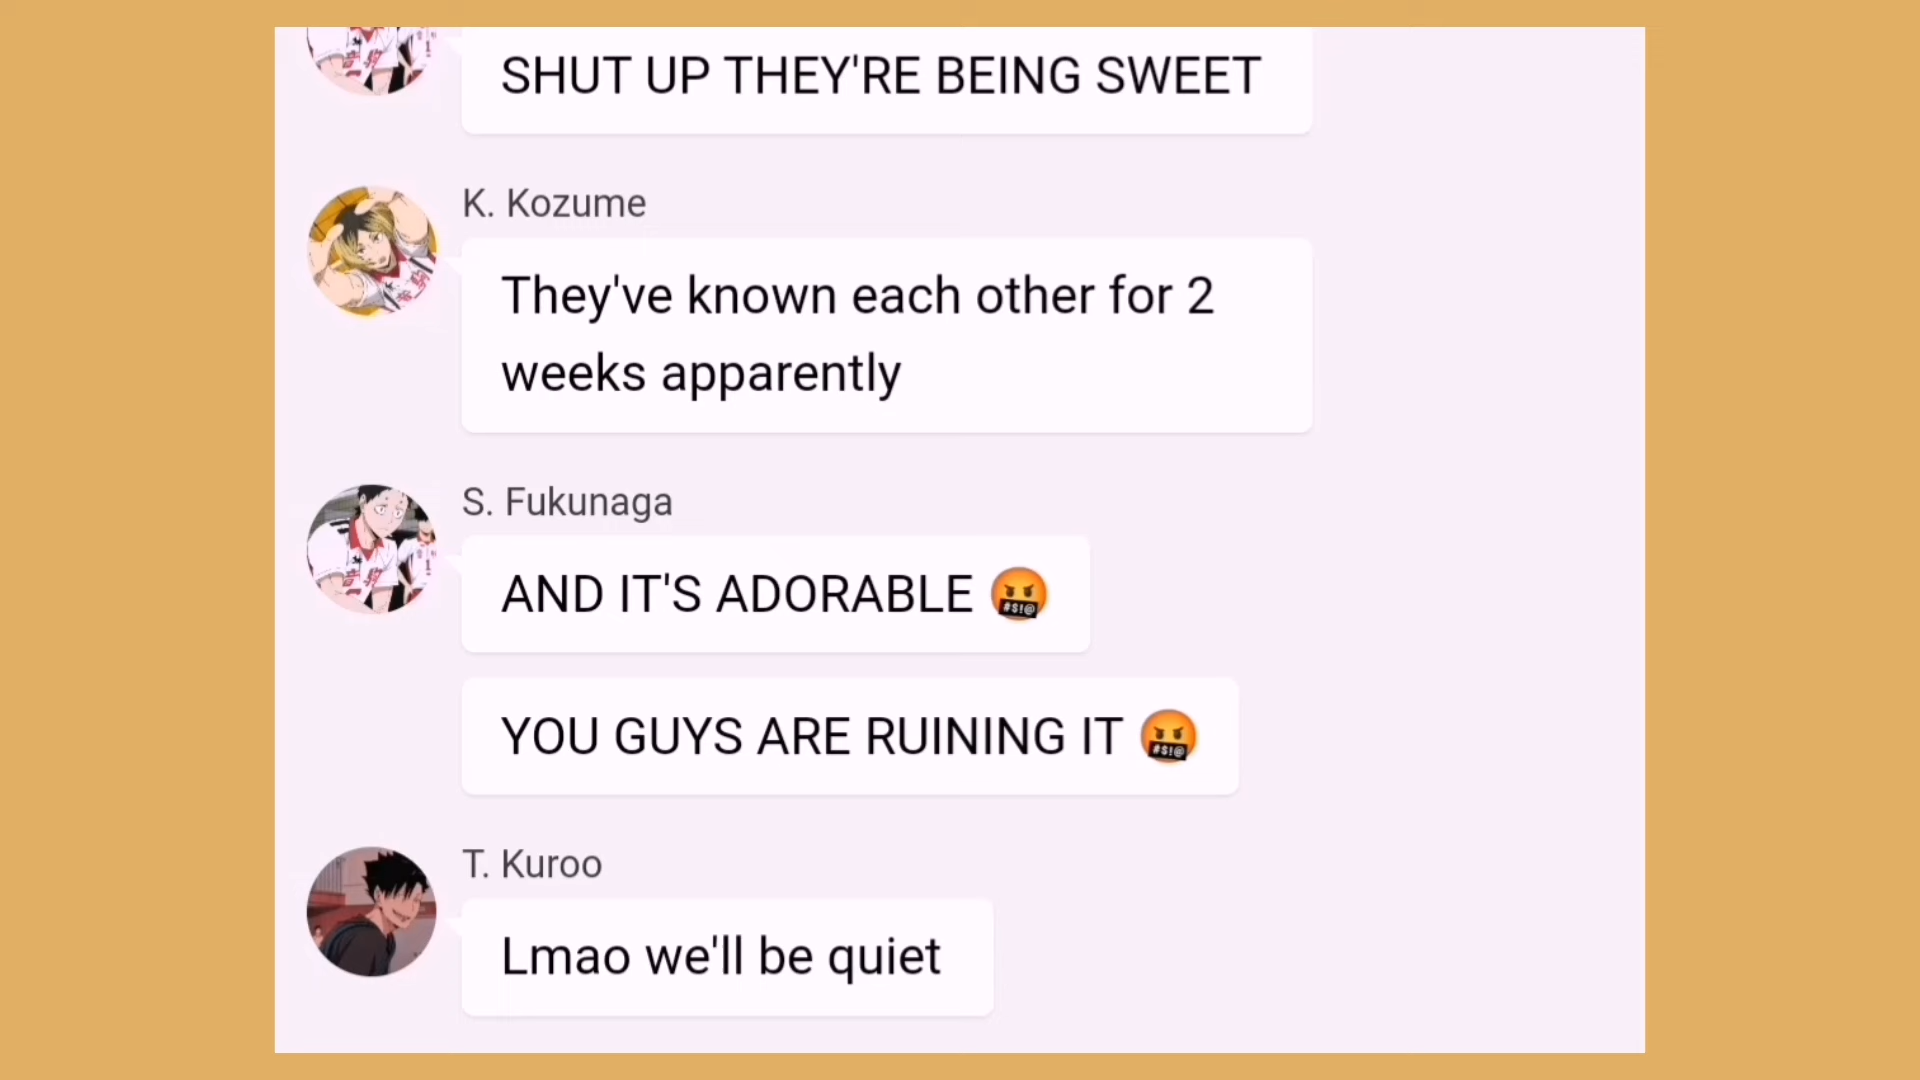 SHUT UP THEY'RE BEING SWEET
K. Kozume
They've known each other for 2
weeks apparently
S. Fukunaga
AND IT'S ADORABLE 🤬
YOU GUYS ARE RUINING IT 🤬
T. Kuroo
Lmao we'll be quiet